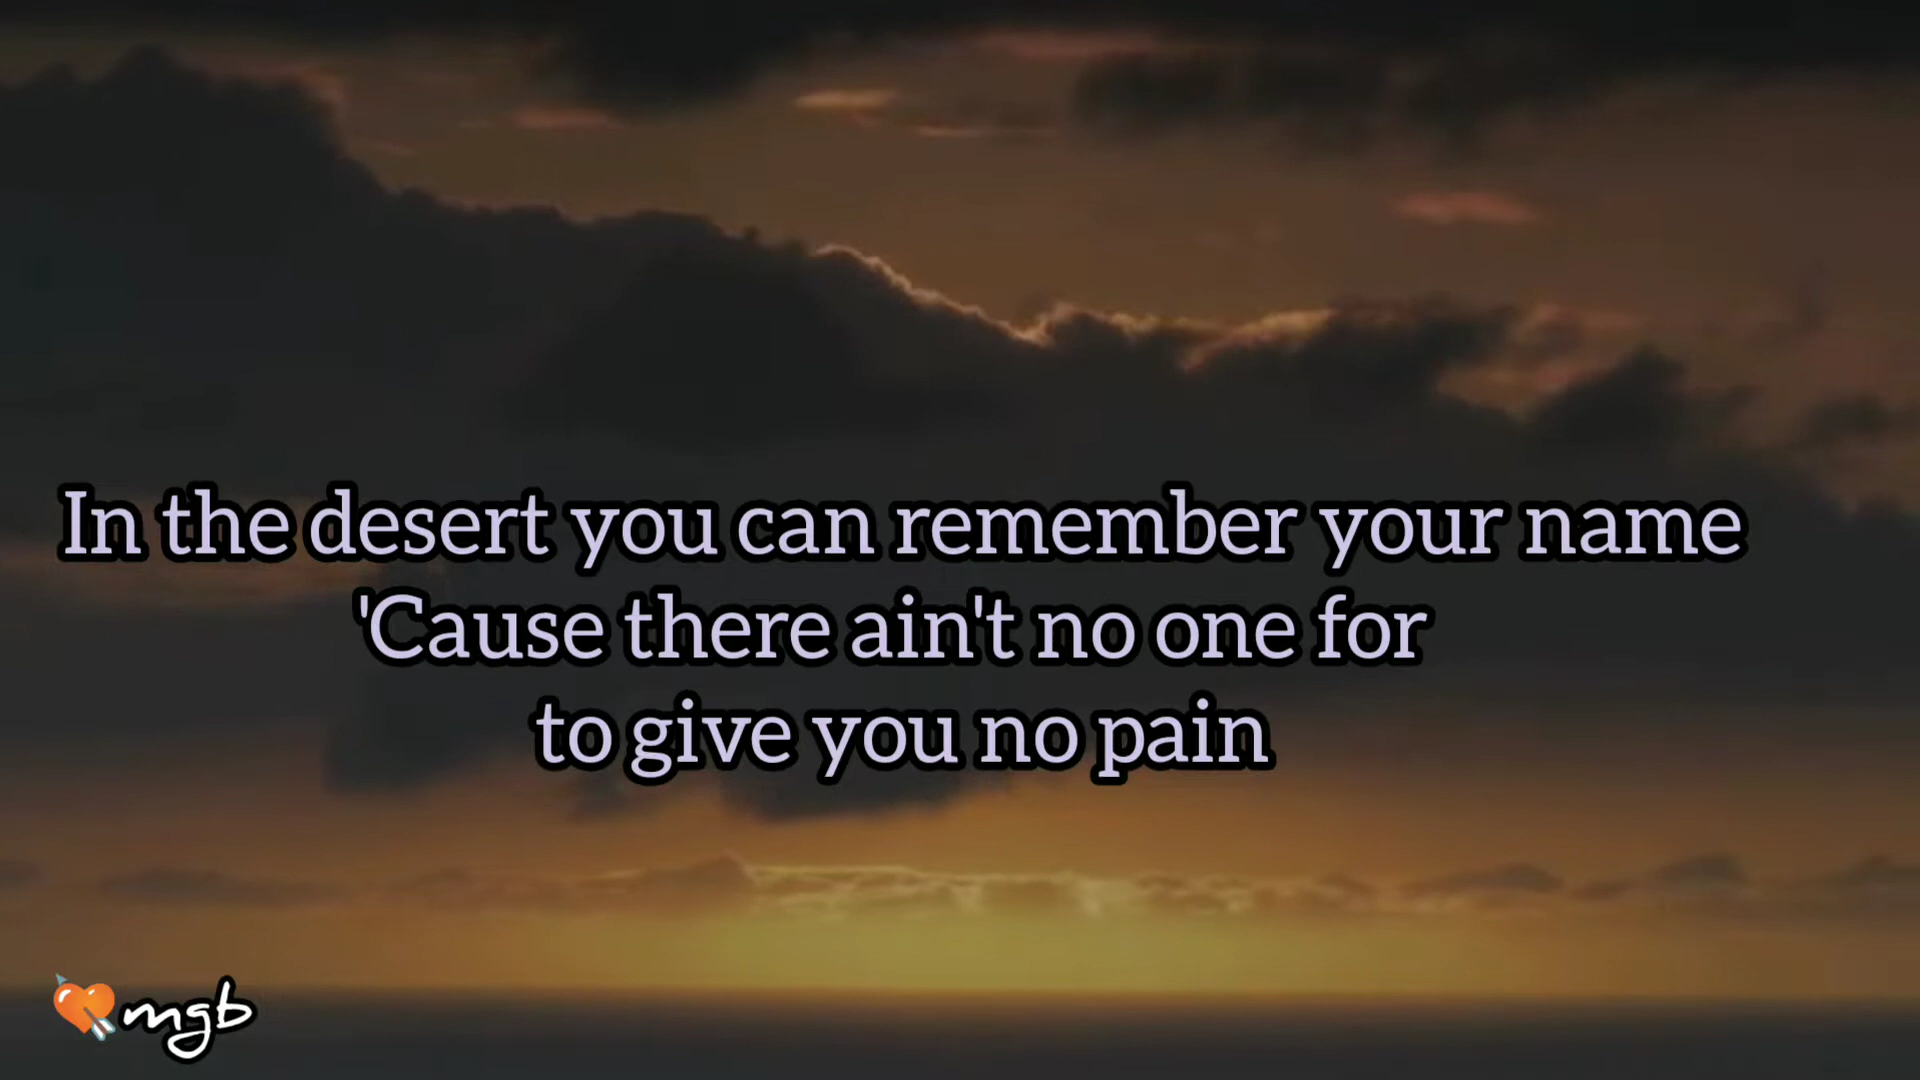 In the desert you can remember your name
'Cause there ain't no one for
to give you no pain
mgb